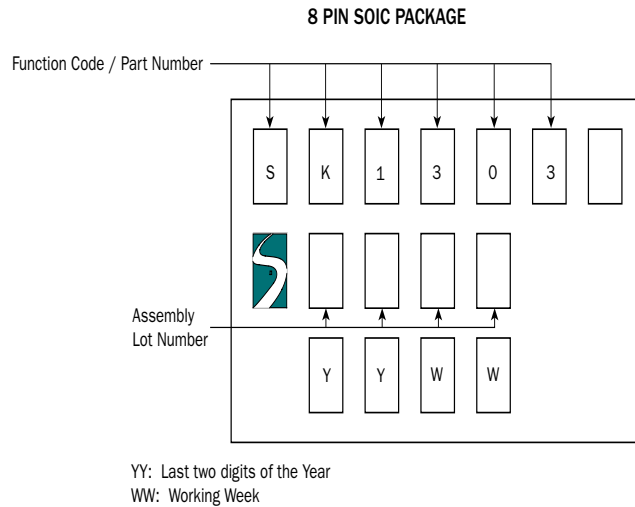 8 PIN SOIC PACKAGE
Function Code / Part Number
S K 1 3 0 3
Assembly
Lot Number
Y Y W W
YY: Last two digits of the Year
WW: Working Week